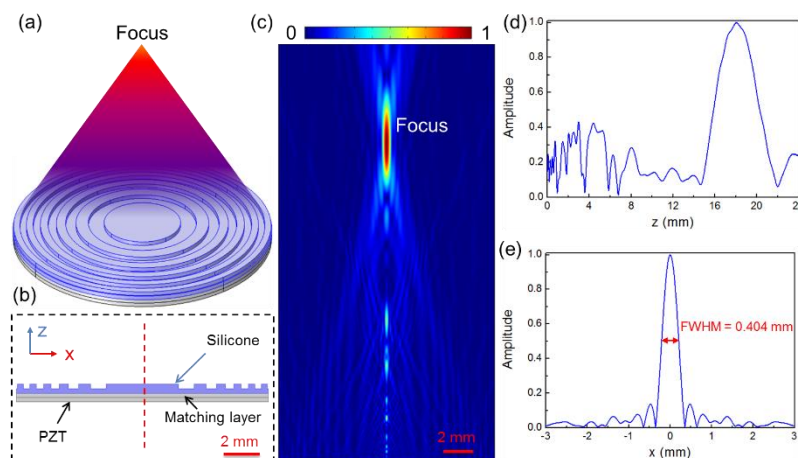 (a)
Focus
(b)
z
x
Silicone
Matching layer
PZT
2 mm
(c)
0 1
Focus
2 mm
(d)
1.0
0.8
0.6
0.4
0.2
0.0
Amplitude
0 4 8 12 16 20 24
z (mm)
(e)
1.0
0.8
0.6
0.4
0.2
0.0
Amplitude
FWHM = 0.404 mm
-3 -2 -1 0 1 2 3
x (mm)